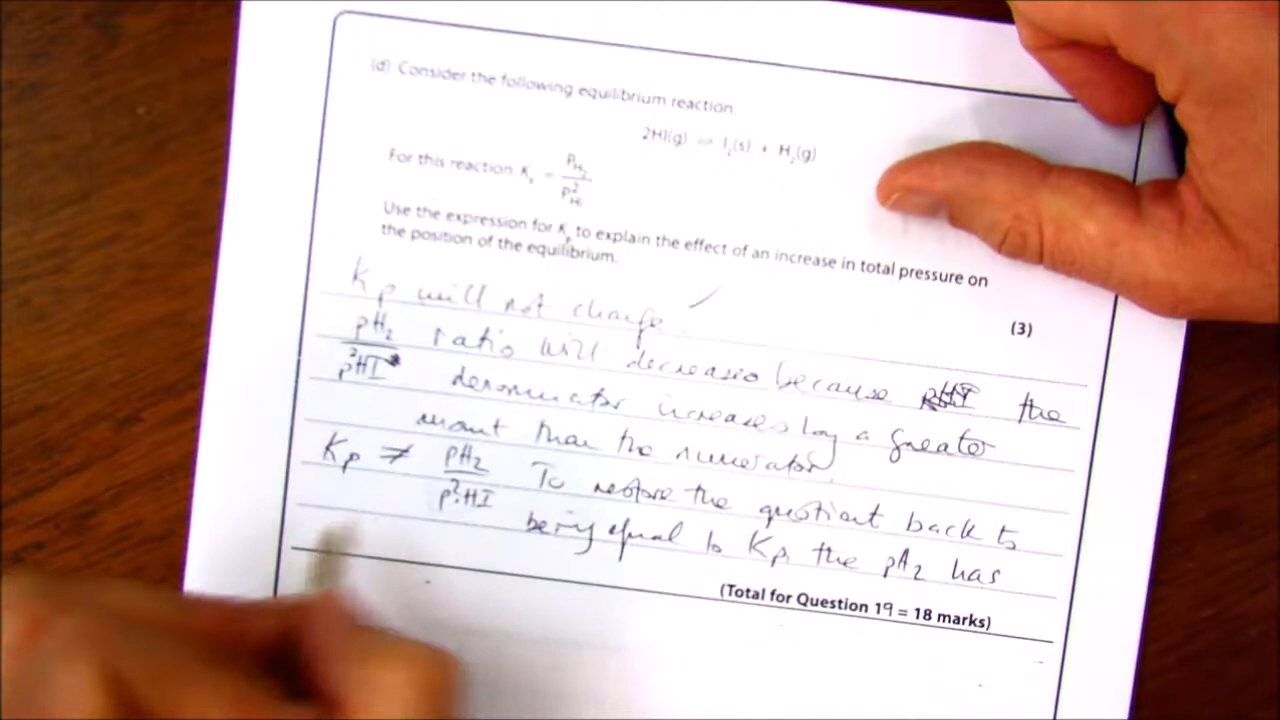 (d) Consider the following equilibrium reaction
2HI(g) ⇌ I₂(s) + H₂(g)
For this reaction Kₚ = p_H₂ / p²_HI
Use the expression for Kₚ to explain the effect of an increase in total pressure on
the position of the equilibrium.
(3)
Kp will not change. ✓
pH₂ / p²HI ratio will decreases because the
denominator increases by a greater
amount than the numerator
Kp ≠ pH₂ / p²HI To restore the quotient back to
being equal to Kp, the pH₂ has
(Total for Question 19 = 18 marks)